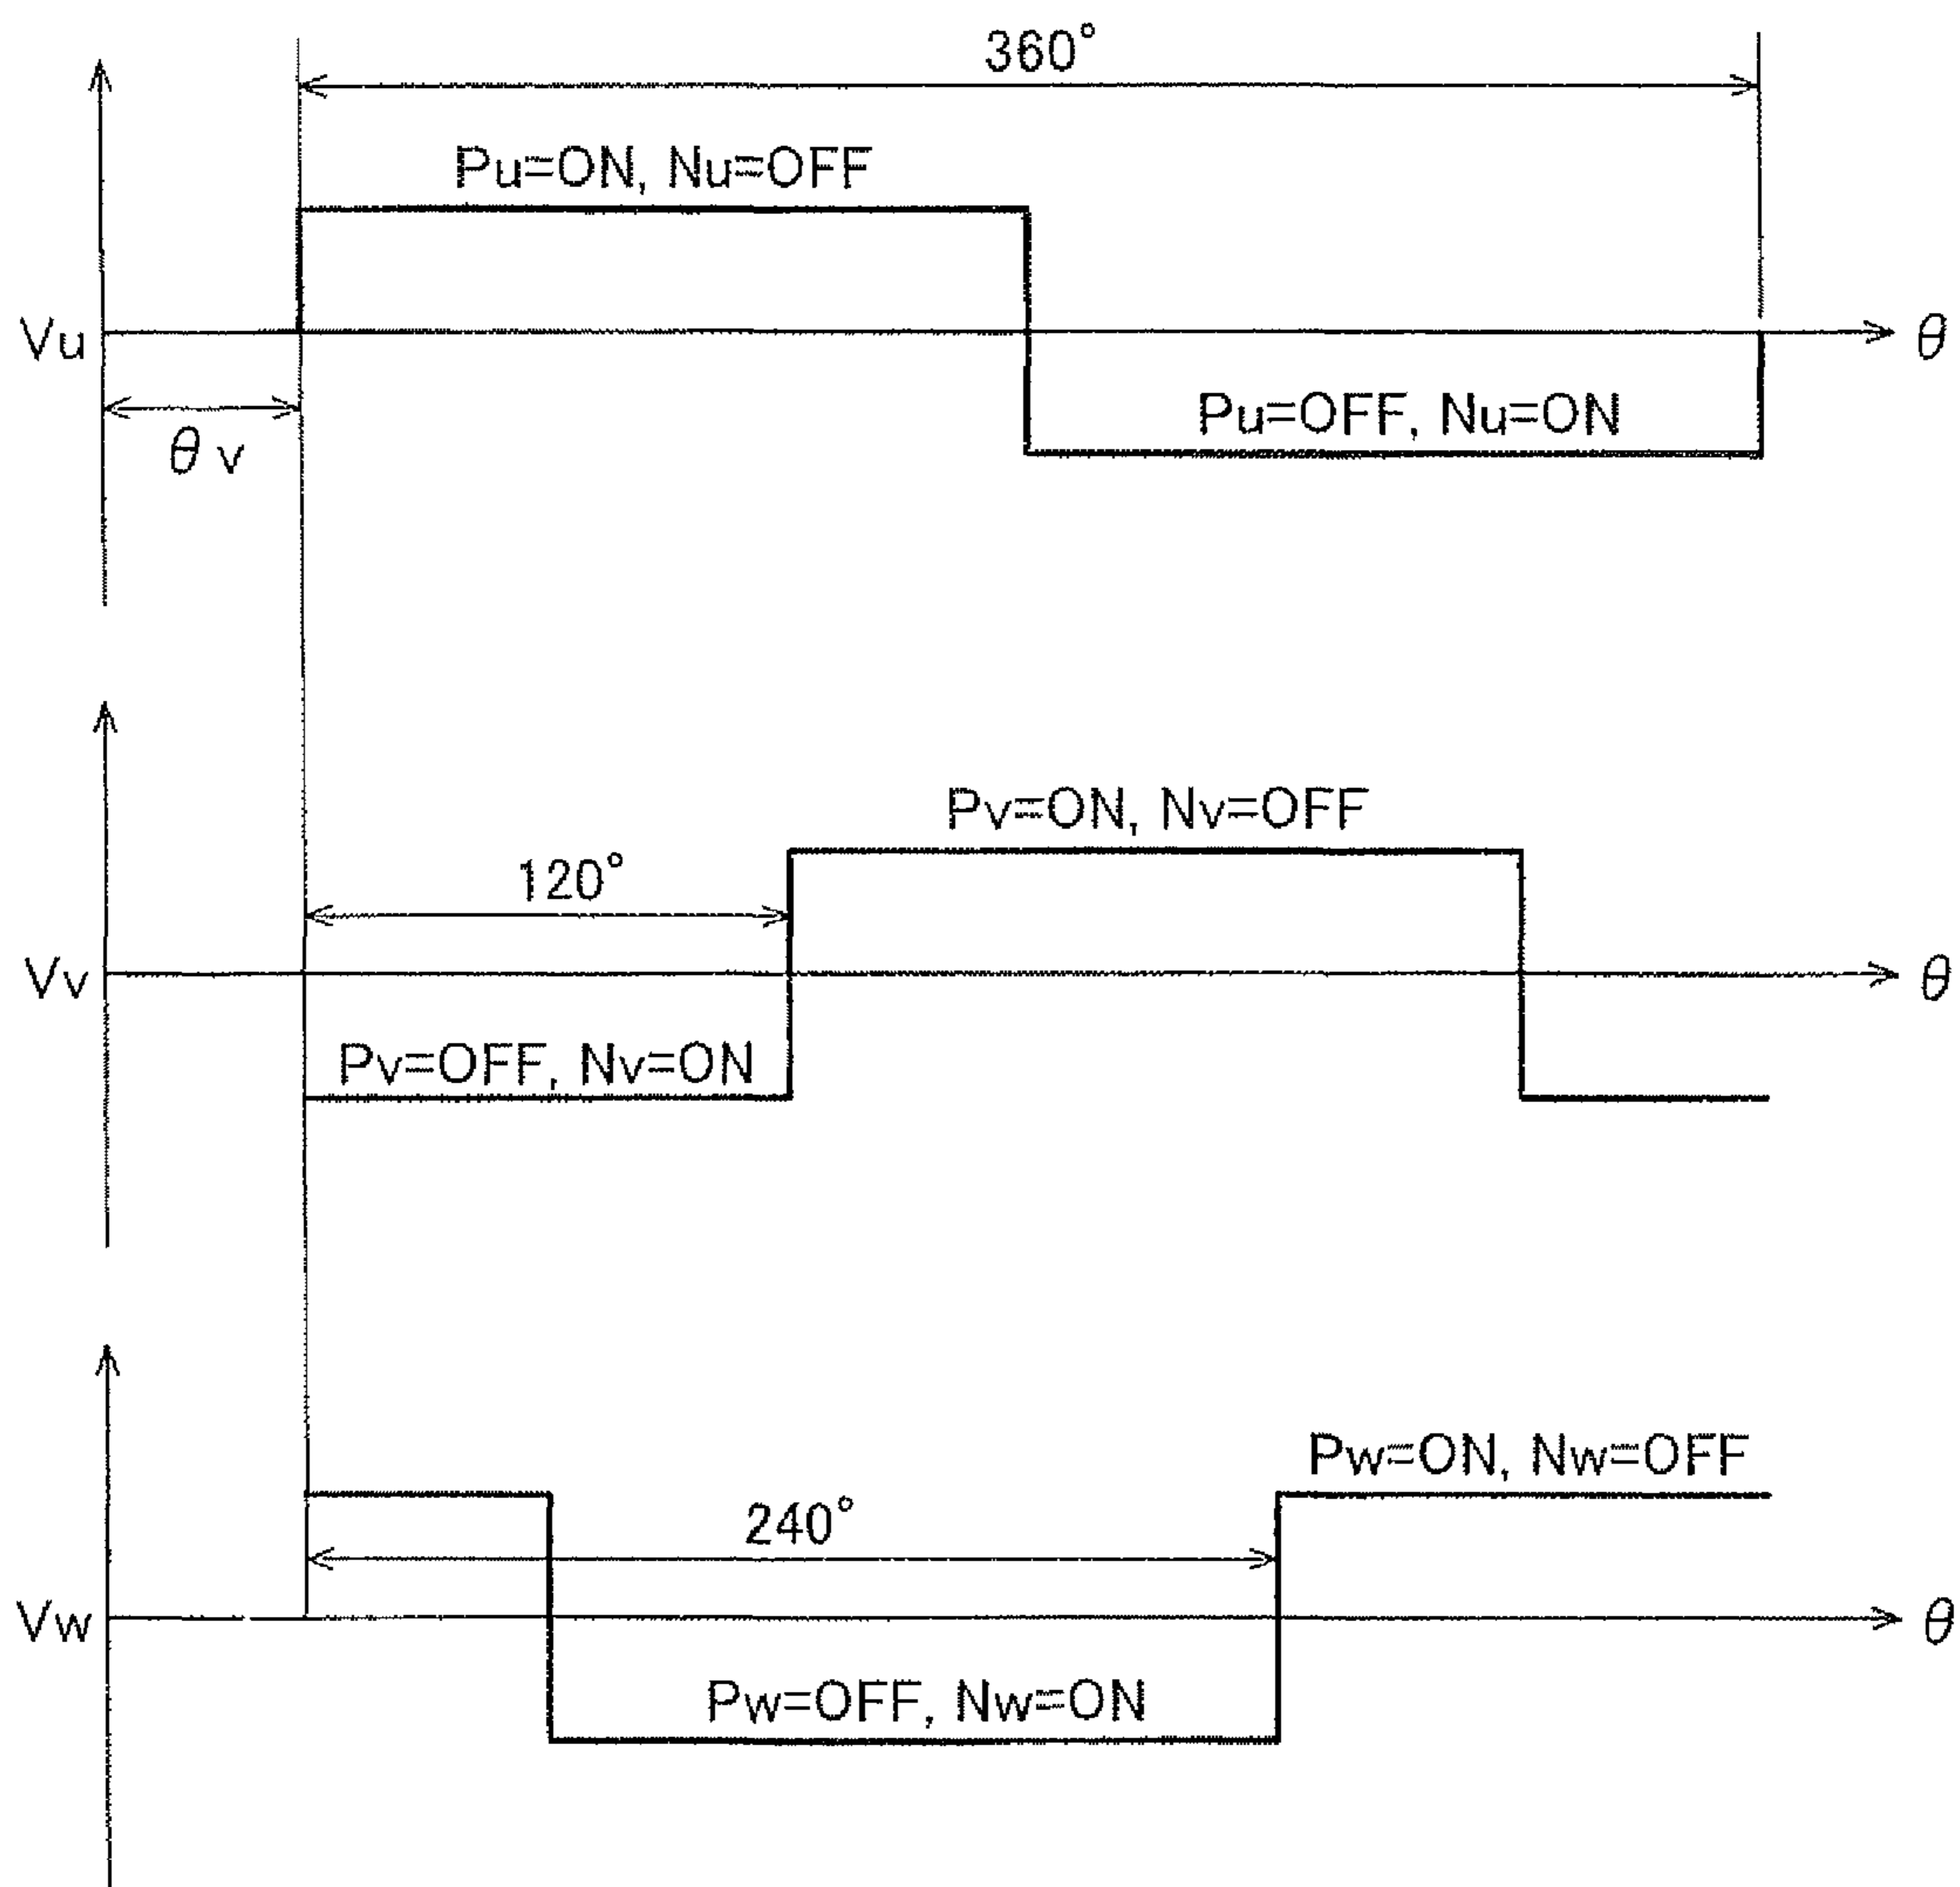 360°
Pu=ON, Nu=OFF
Vu
θ
Pu=OFF, Nu=ON
θv
Pv=ON, Nv=OFF
120°
Vv
θ
Pv=OFF, Nv=ON
Pw=ON, Nw=OFF
240°
Vw
θ
Pw=OFF, Nw=ON